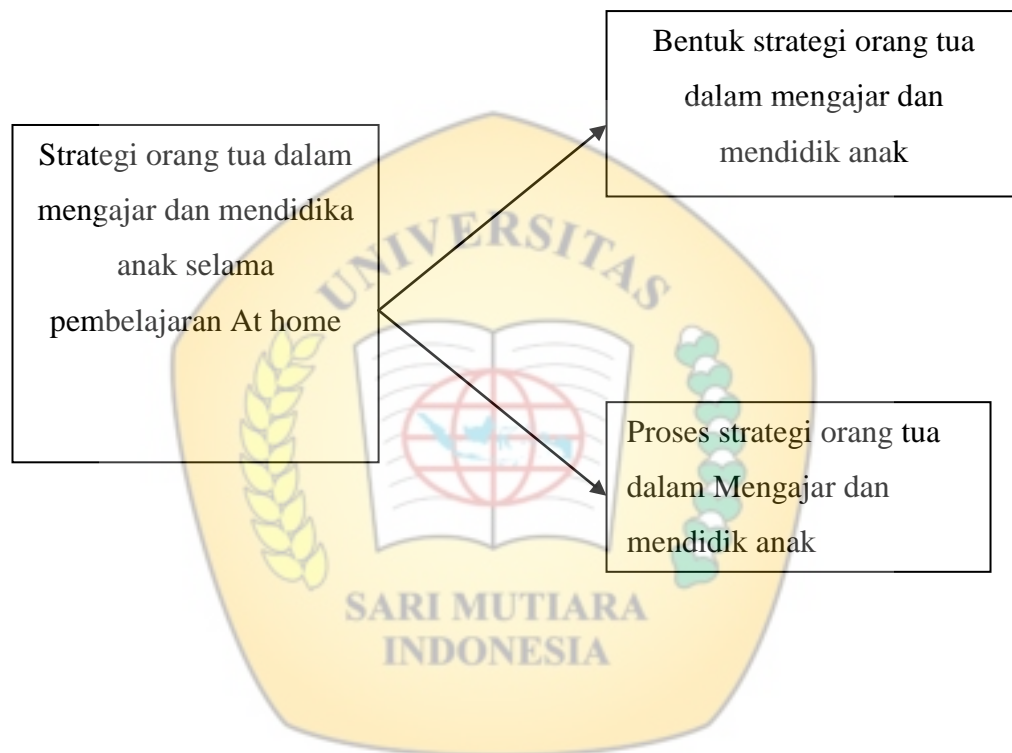 Strategi orang tua dalam
mengajar dan mendidika
anak selama
pembelajaran At home
Bentuk strategi orang tua
dalam mengajar dan
mendidik anak
Proses strategi orang tua
dalam Mengajar dan
mendidik anak
UNIVERSITAS
SARI MUTIARA
INDONESIA